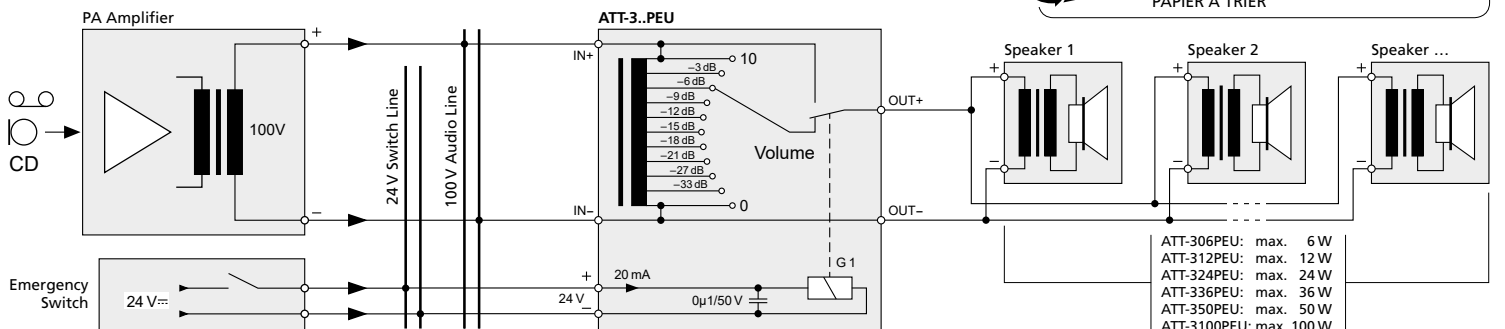 PAPIER À TRIER
PA Amplifier
+
100V
–
CD
24 V Switch Line
100 V Audio Line
ATT-3..PEU
IN+
10
–3 dB
–6 dB
–9 dB
–12 dB
–15 dB
–18 dB
–21 dB
–27 dB
–33 dB
0
Volume
IN–
OUT+
OUT–
Speaker 1
+
–
Speaker 2
+
–
Speaker ...
+
–
Emergency
Switch
24 V⎓
+
24 V
–
20 mA
0µ1/50 V
G 1
ATT-306PEU: max. 6 W
ATT-312PEU: max. 12 W
ATT-324PEU: max. 24 W
ATT-336PEU: max. 36 W
ATT-350PEU: max. 50 W
ATT-3100PEU: max. 100 W